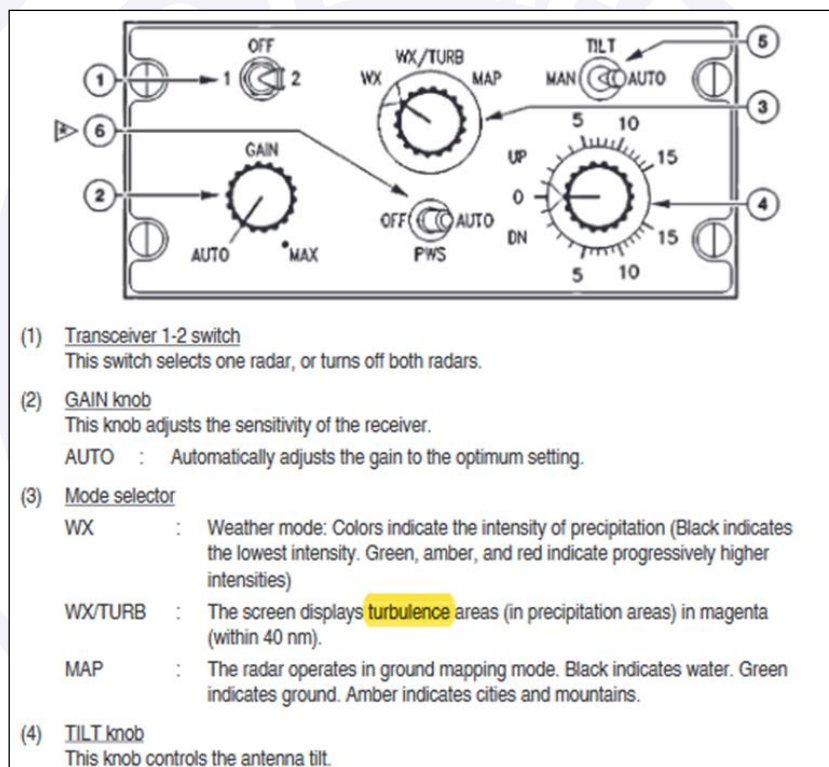 OFF
1 2
WX/TURB
WX MAP
TILT
MAN AUTO
5
1
6
3
GAIN
5 10
15
UP
0
DN
15
10
5
2
4
AUTO MAX
OFF AUTO
PWS
(1) Transceiver 1-2 switch
This switch selects one radar, or turns off both radars.
(2) GAIN knob
This knob adjusts the sensitivity of the receiver.
AUTO : Automatically adjusts the gain to the optimum setting.
(3) Mode selector
WX : Weather mode: Colors indicate the intensity of precipitation (Black indicates
the lowest intensity. Green, amber, and red indicate progressively higher
intensities)
WX/TURB : The screen displays turbulence areas (in precipitation areas) in magenta
(within 40 nm).
MAP : The radar operates in ground mapping mode. Black indicates water. Green
indicates ground. Amber indicates cities and mountains.
(4) TILT knob
This knob controls the antenna tilt.